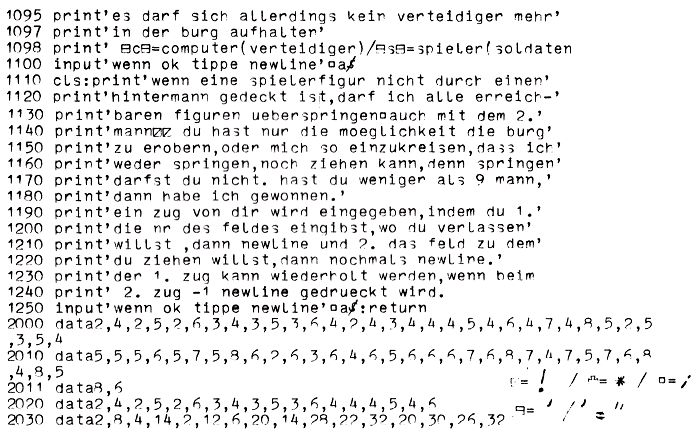 1095 print'es darf sich allerdings kein verteidiger mehr'
1097 print'in der burg aufhalten'
1098 print' ⊟c⊟=computer(verteidiger)/⊟s⊟=spieler(soldaten
1100 input'wenn ok tippe newline'¤a$
1110 cls:print'wenn eine spielerfigur nicht durch einen'
1120 print'hintermann gedeckt ist,darf ich alle erreich-'
1130 print'baren figuren ueberspringen¤auch mit dem 2.'
1140 print'mann⍁⍁ du hast nur die moeglichkeit die burg'
1150 print'zu erobern,oder mich so einzukreisen,dass ich'
1160 print'weder springen,noch ziehen kann,denn springen'
1170 print'darfst du nicht. hast du weniger als 9 mann,'
1180 print'dann habe ich gewonnen.'
1190 print'ein zug von dir wird eingegeben,indem du 1.'
1200 print'die nr des feldes eingibst,wo du verlassen'
1210 print'willst ,dann newline und 2. das feld zu dem'
1220 print'du ziehen willst,dann nochmals newline.'
1230 print'der 1. zug kann wiederholt werden,wenn beim
1240 print' 2. zug -1 newline gedrueckt wird.
1250 input'wenn ok tippe newline'¤a$:return
2000 data2,4,2,5,2,6,3,4,3,5,3,6,4,2,4,3,4,4,4,5,4,6,4,7,4,8,5,2,5
,3,5,4
2010 data5,5,5,6,5,7,5,8,6,2,6,3,6,4,6,5,6,6,6,7,6,8,7,4,7,5,7,6,8
,4,8,5
2011 data8,6
2020 data2,4,2,5,2,6,3,4,3,5,3,6,4,4,4,5,4,6
= ! / = * / ¤= ;
2030 data2,8,4,14,2,12,6,20,14,28,22,32,20,30,26,32
⊟= ' / ' = "